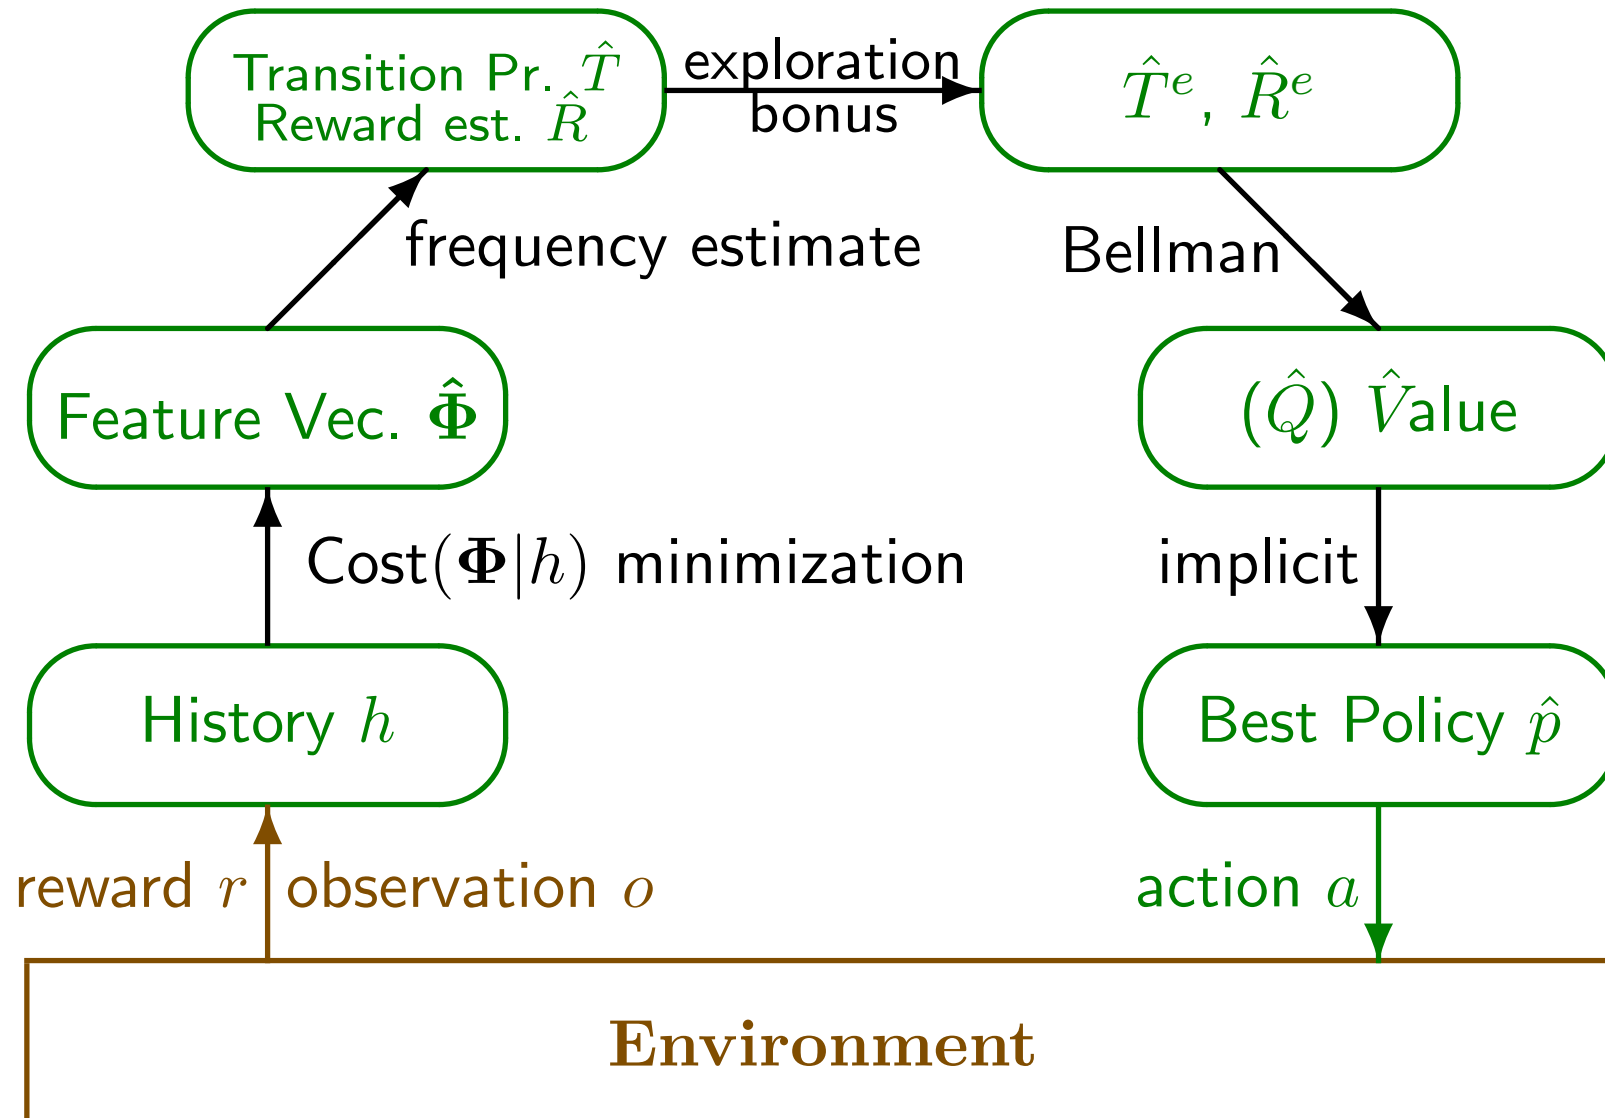 Transition Pr. T̂
Reward est. R̂
exploration
bonus
T̂ᵉ, R̂ᵉ
frequency estimate
Bellman
Feature Vec. Φ̂
(Q̂) V̂alue
Cost(Φ|h) minimization
implicit
History h
Best Policy p̂
reward r
observation o
action a
Environment